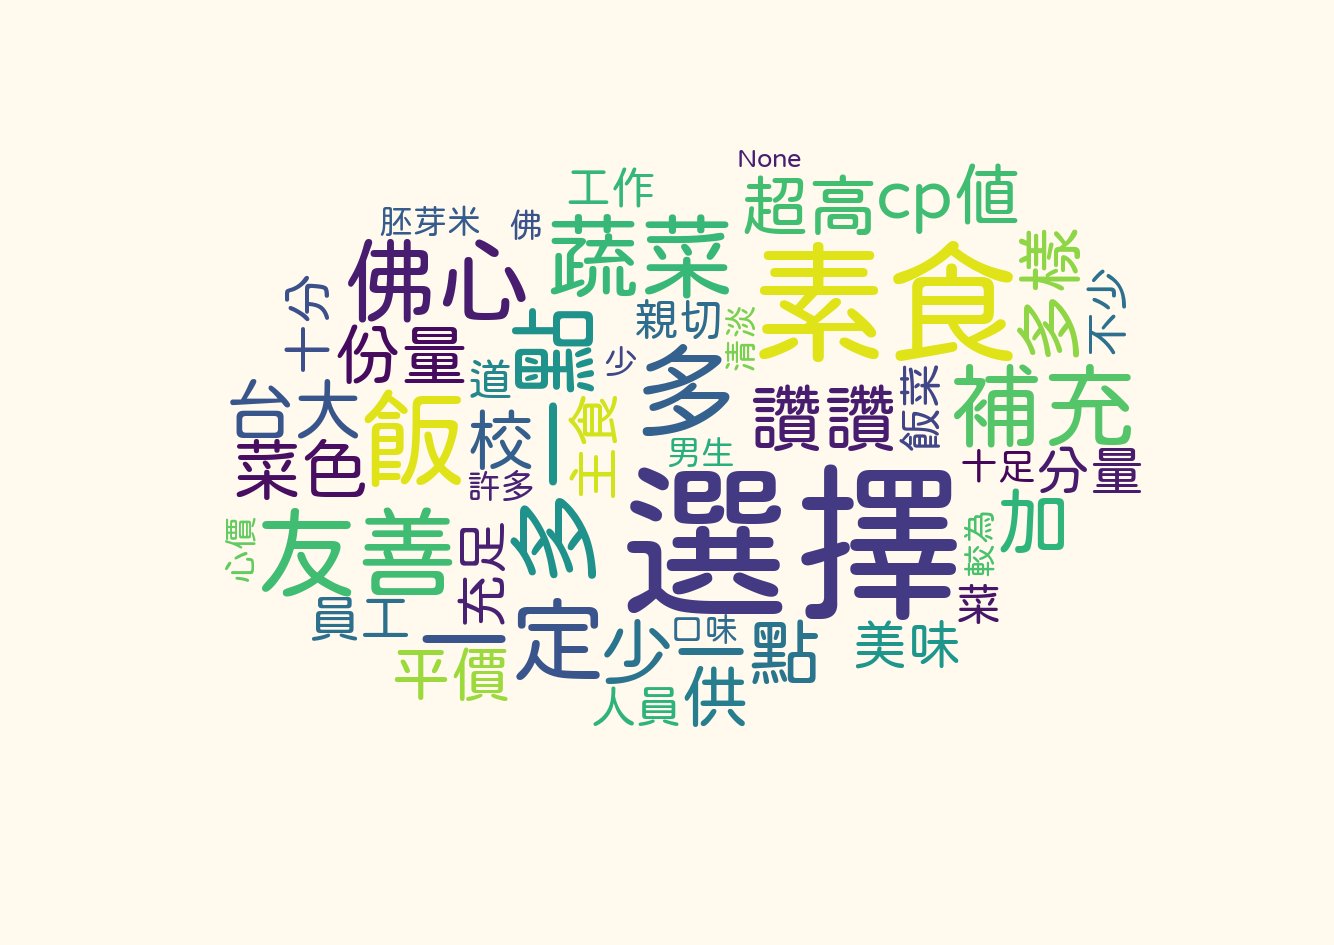 None
工作
超高cp值
胚芽米
佛
蔬菜
佛心
素食
多樣
十分
份量
點一多
親切
清淡
不少
道
少
多
台大
飯
校
主食
讚讚
飯菜
補充
菜色
許多
男生
十足
分量
選擇
心價
友善
充足
加
較為
員工
一定
少一點
口味
菜
美味
平價
人員
供